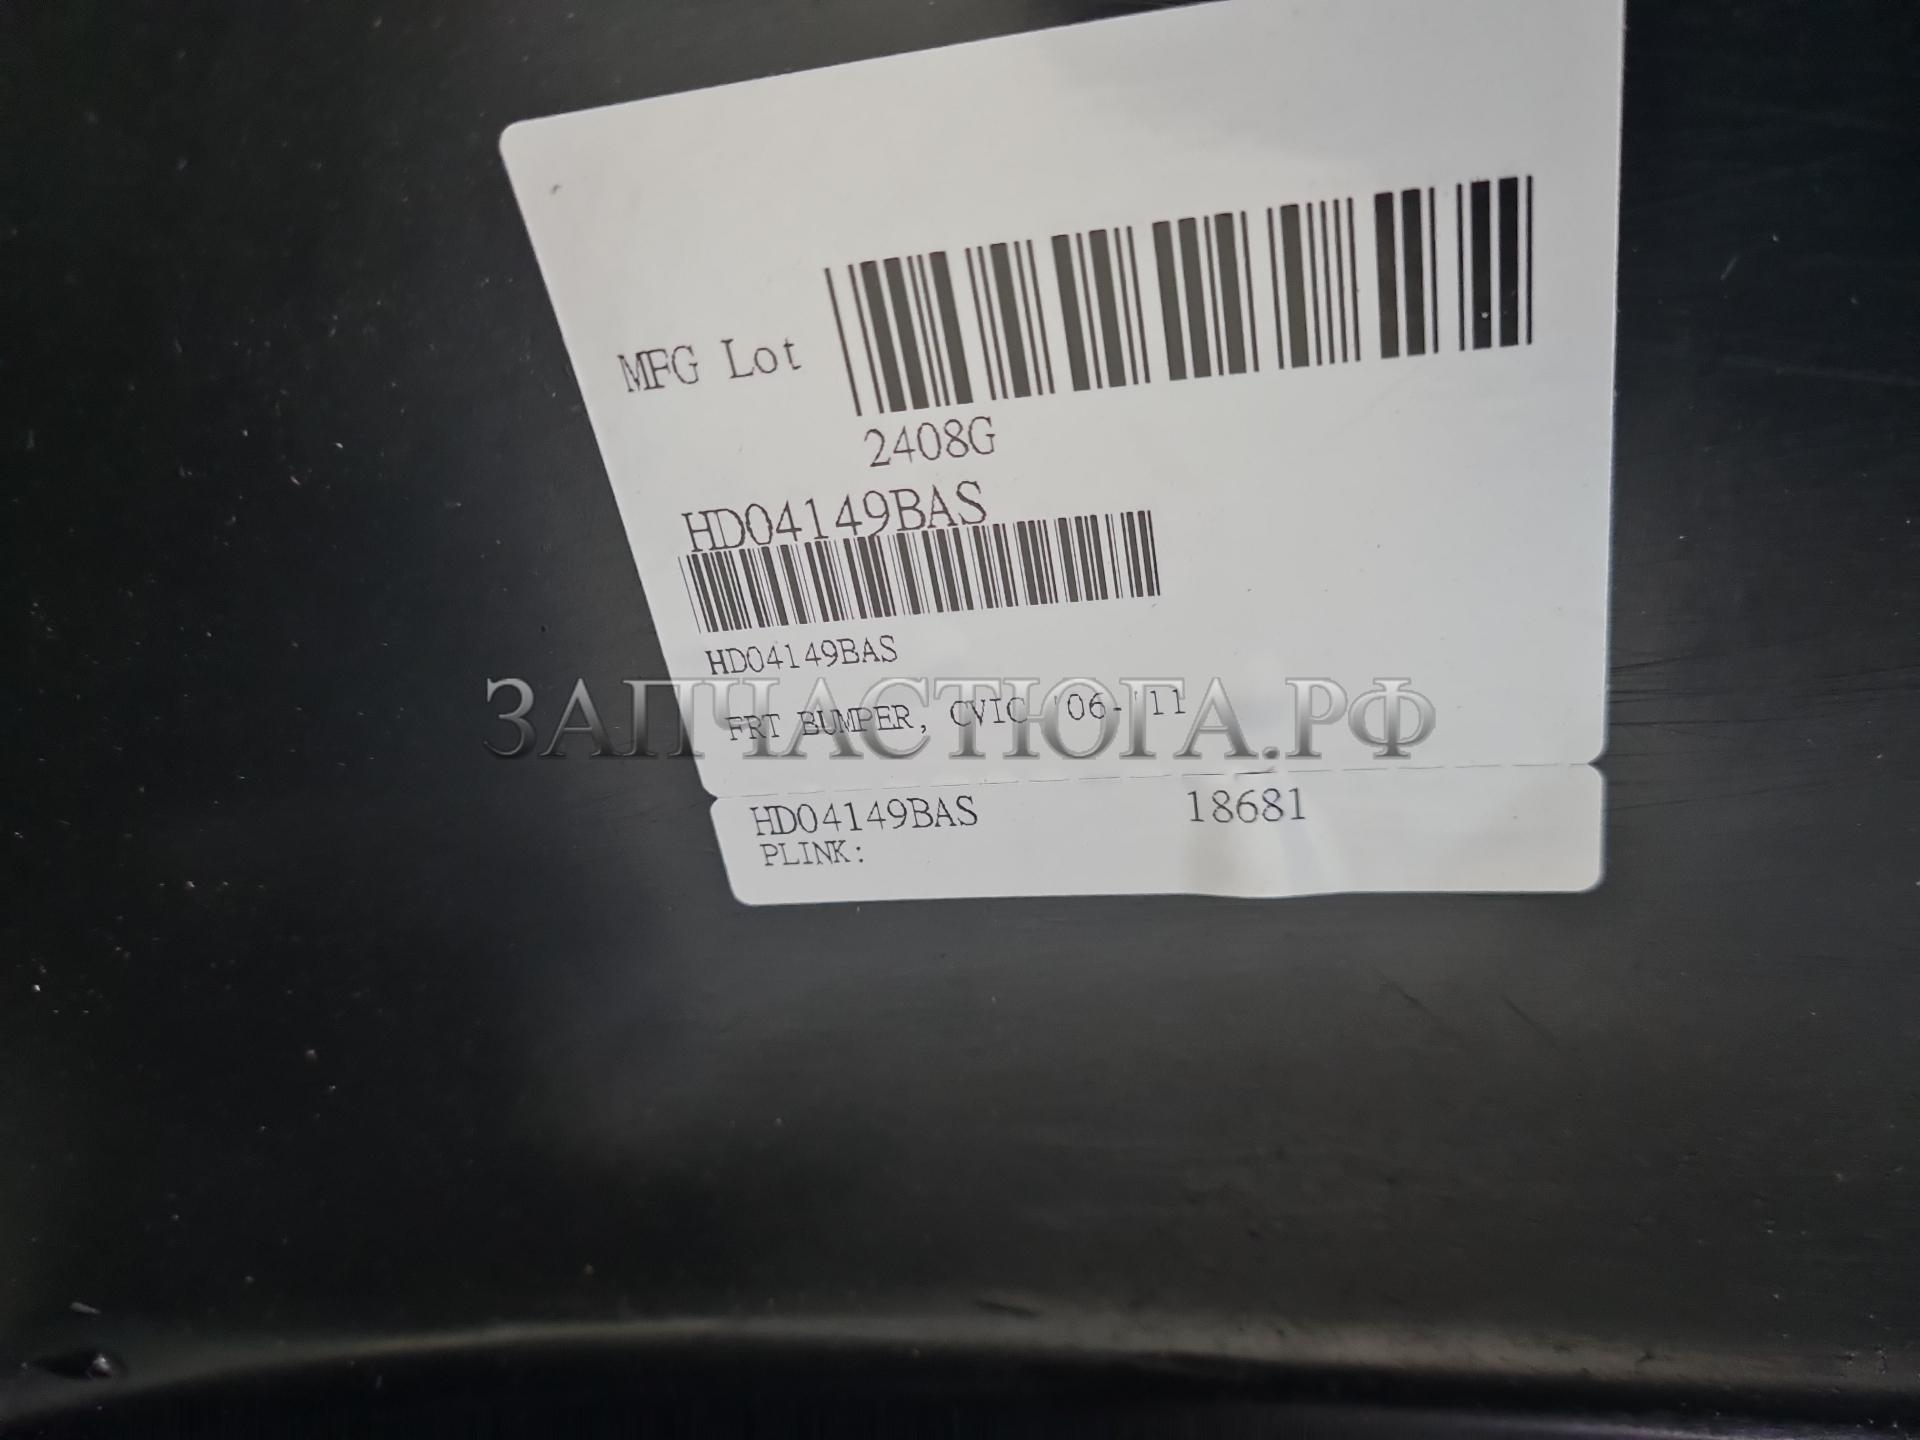 MFG Lot
2408G
HD04149BAS
HD04149BAS
ЗАПЧАСТЮГА.РФ
FRT BUMPER, CVIC '06-'11
HD04149BAS 18681
PLINK: